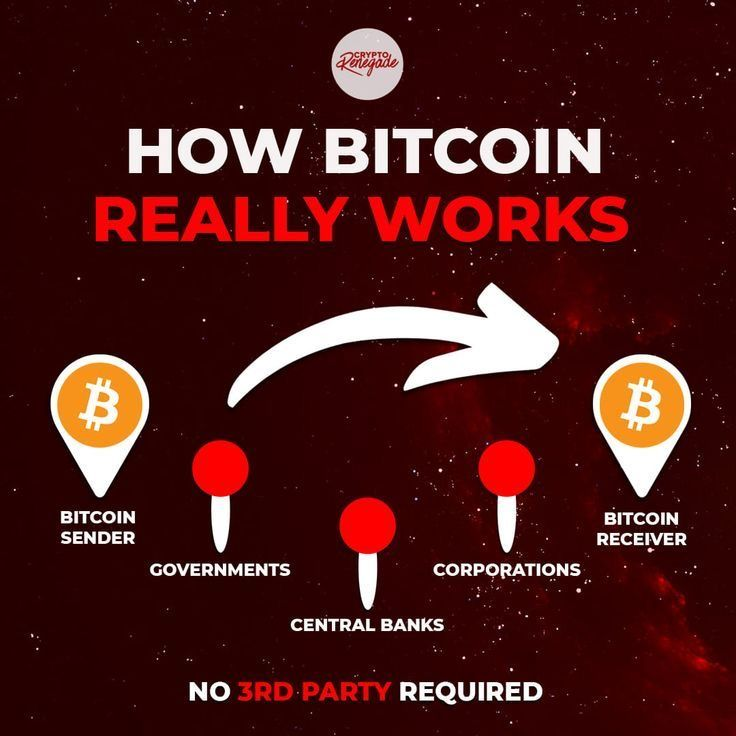 CRYPTO
Renegade
HOW BITCOIN
REALLY WORKS
BITCOIN
SENDER
GOVERNMENTS
CENTRAL BANKS
CORPORATIONS
BITCOIN
RECEIVER
NO 3RD PARTY REQUIRED